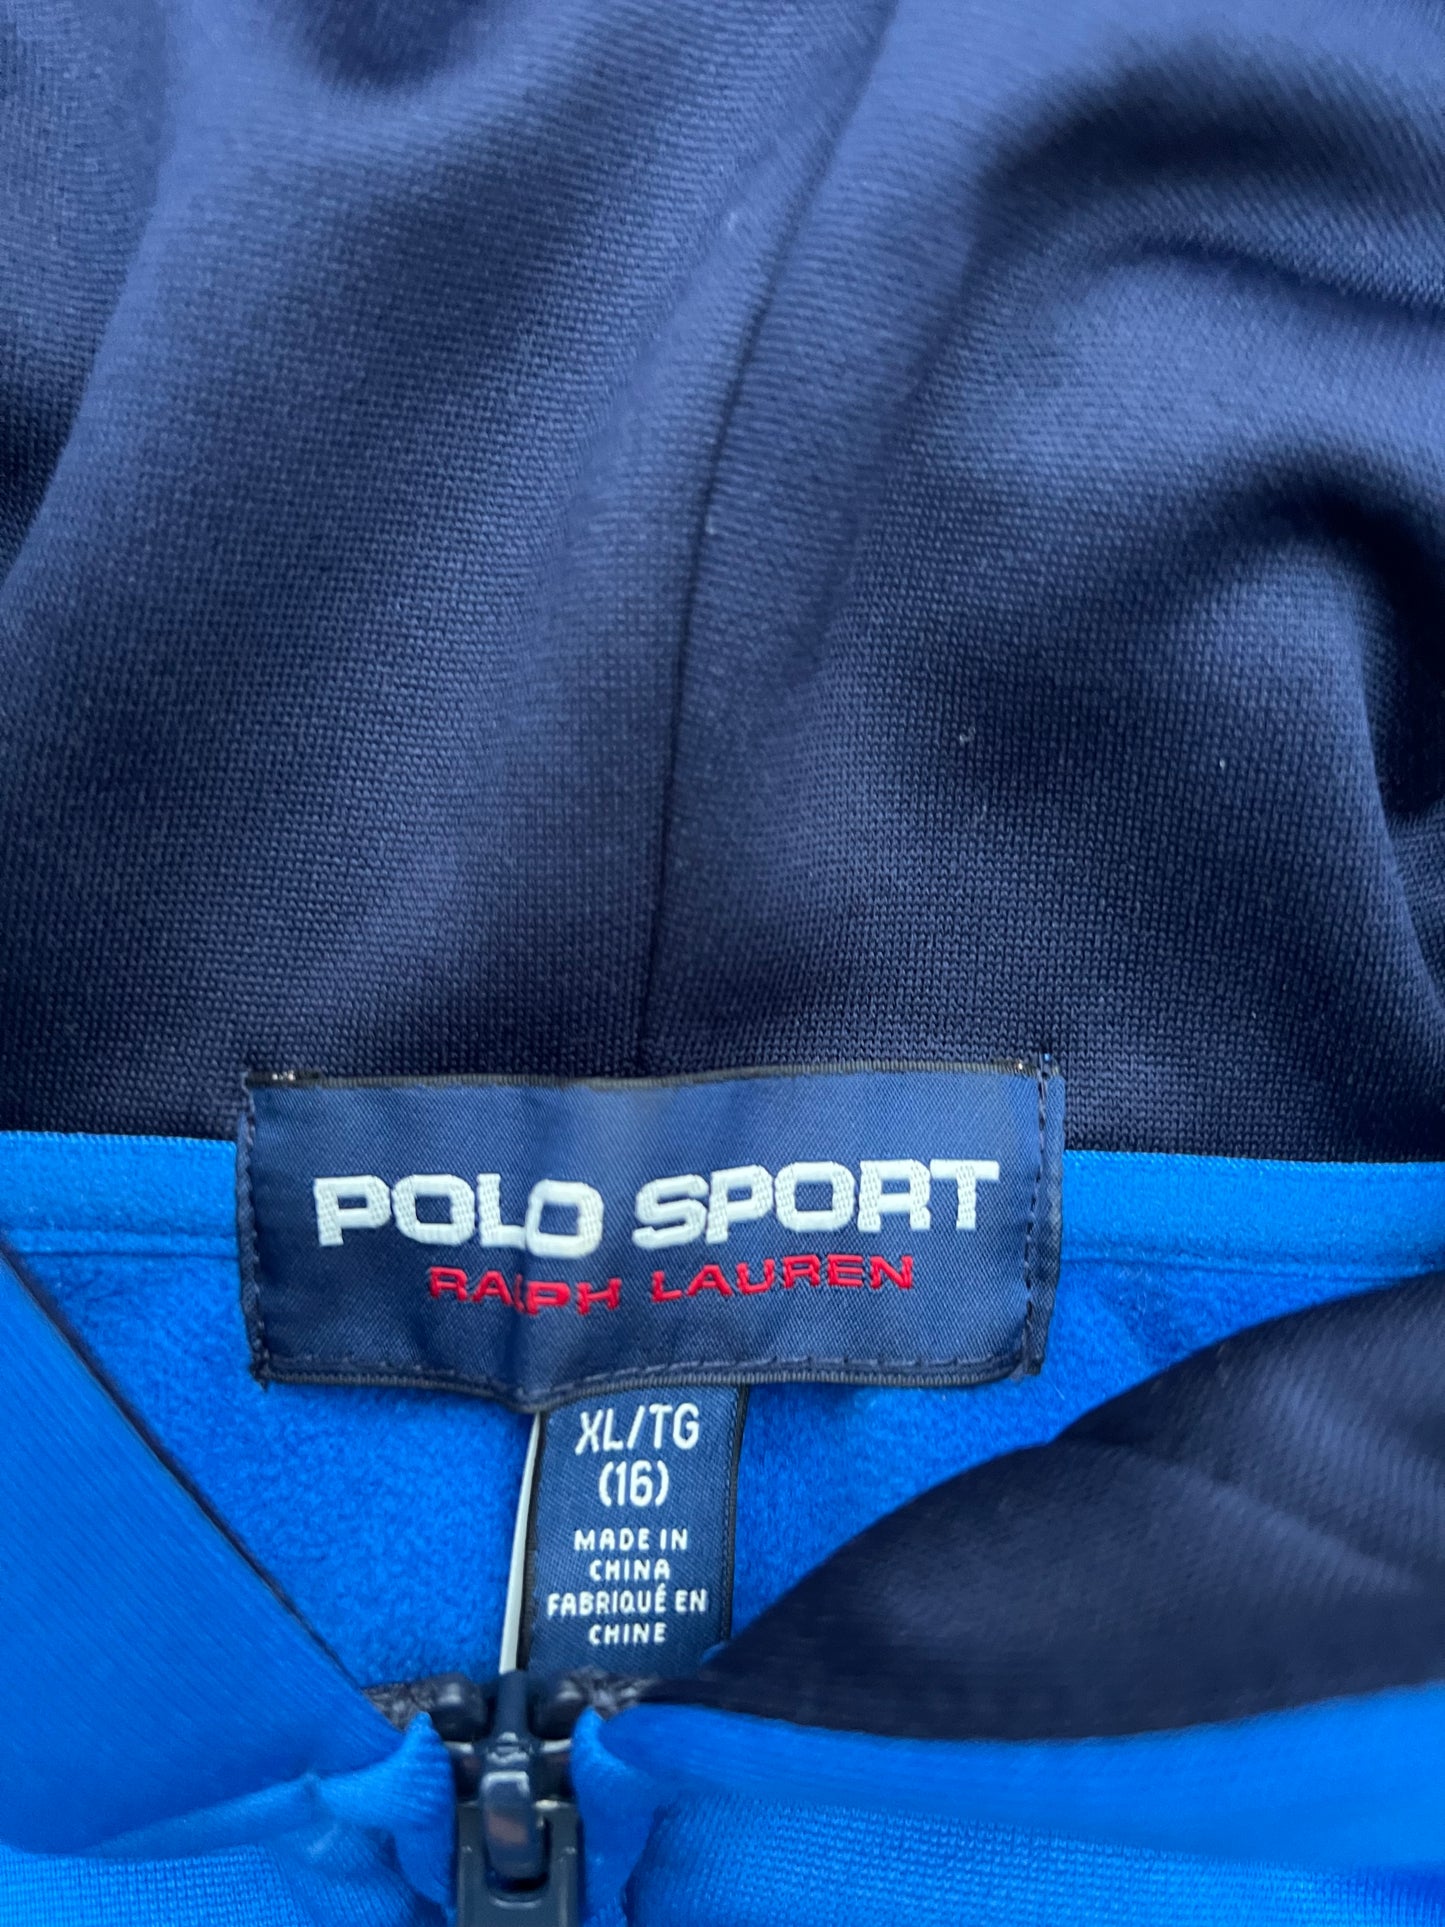 POLO SPORT
RALPH LAUREN
XL/TG
(16)
MADE IN
CHINA
FABRIQUÉ EN
CHINE